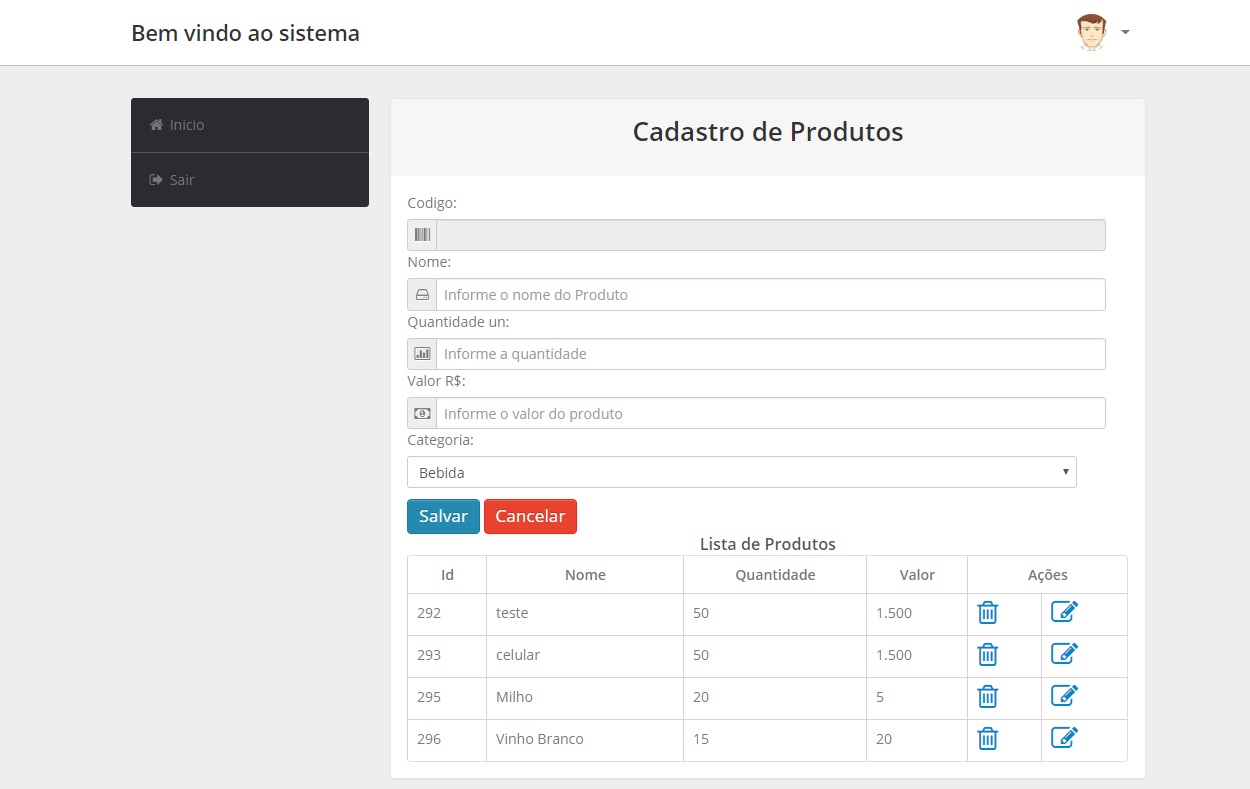 Bem vindo ao sistema
Inicio
Sair
Cadastro de Produtos
Codigo:
Nome:
Informe o nome do Produto
Quantidade un:
Informe a quantidade
Valor R$:
Informe o valor do produto
Categoria:
Bebida
Salvar Cancelar
Lista de Produtos
Id Nome Quantidade Valor Ações
292 teste 50 1.500
293 celular 50 1.500
295 Milho 20 5
296 Vinho Branco 15 20